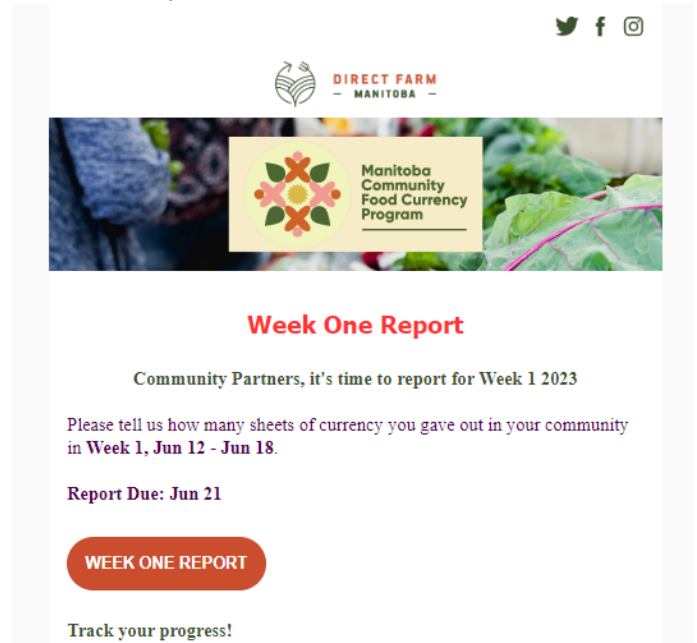 DIRECT FARM
– MANITOBA –
Manitoba
Community
Food Currency
Program
Week One Report
Community Partners, it's time to report for Week 1 2023
Please tell us how many sheets of currency you gave out in your community
in Week 1, Jun 12 - Jun 18.
Report Due: Jun 21
WEEK ONE REPORT
Track your progress!